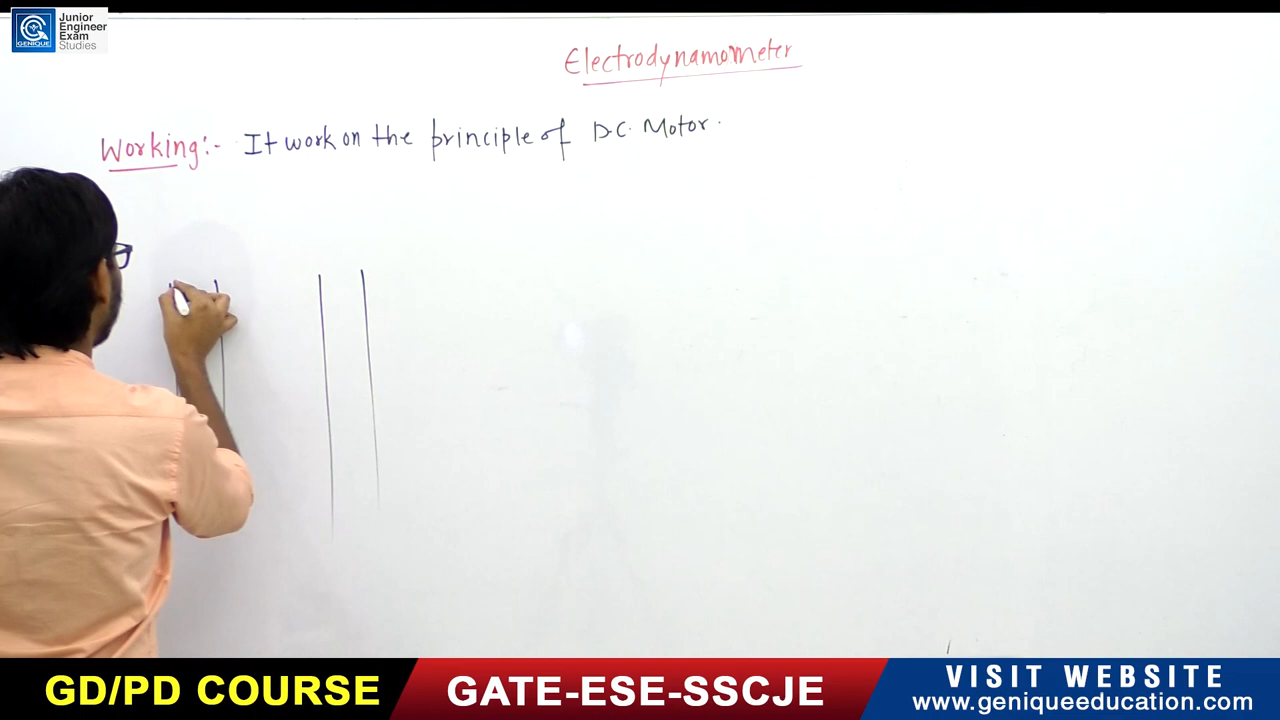 GENIQUE
Junior
Engineer
Exam
Studies
Electrodynamometer
Working:- It work on the principle of D.C. Motor.
GD/PD COURSE
GATE-ESE-SSCJE
VISIT WEBSITE
www.geniqueeducation.com